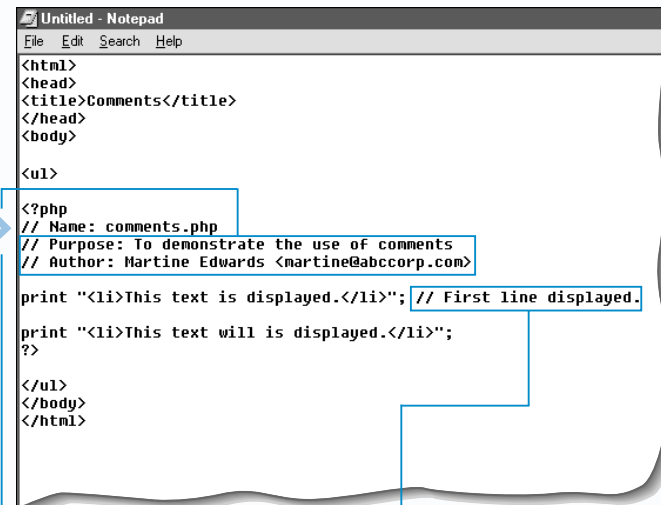 Untitled - Notepad
File Edit Search Help
<html>
<head>
<title>Comments</title>
</head>
<body>
<ul>
<?php
// Name: comments.php
// Purpose: To demonstrate the use of comments
// Author: Martine Edwards <martine@abccorp.com>
print "<li>This text is displayed.</li>"; // First line displayed.
print "<li>This text will is displayed.</li>";
?>
</ul>
</body>
</html>